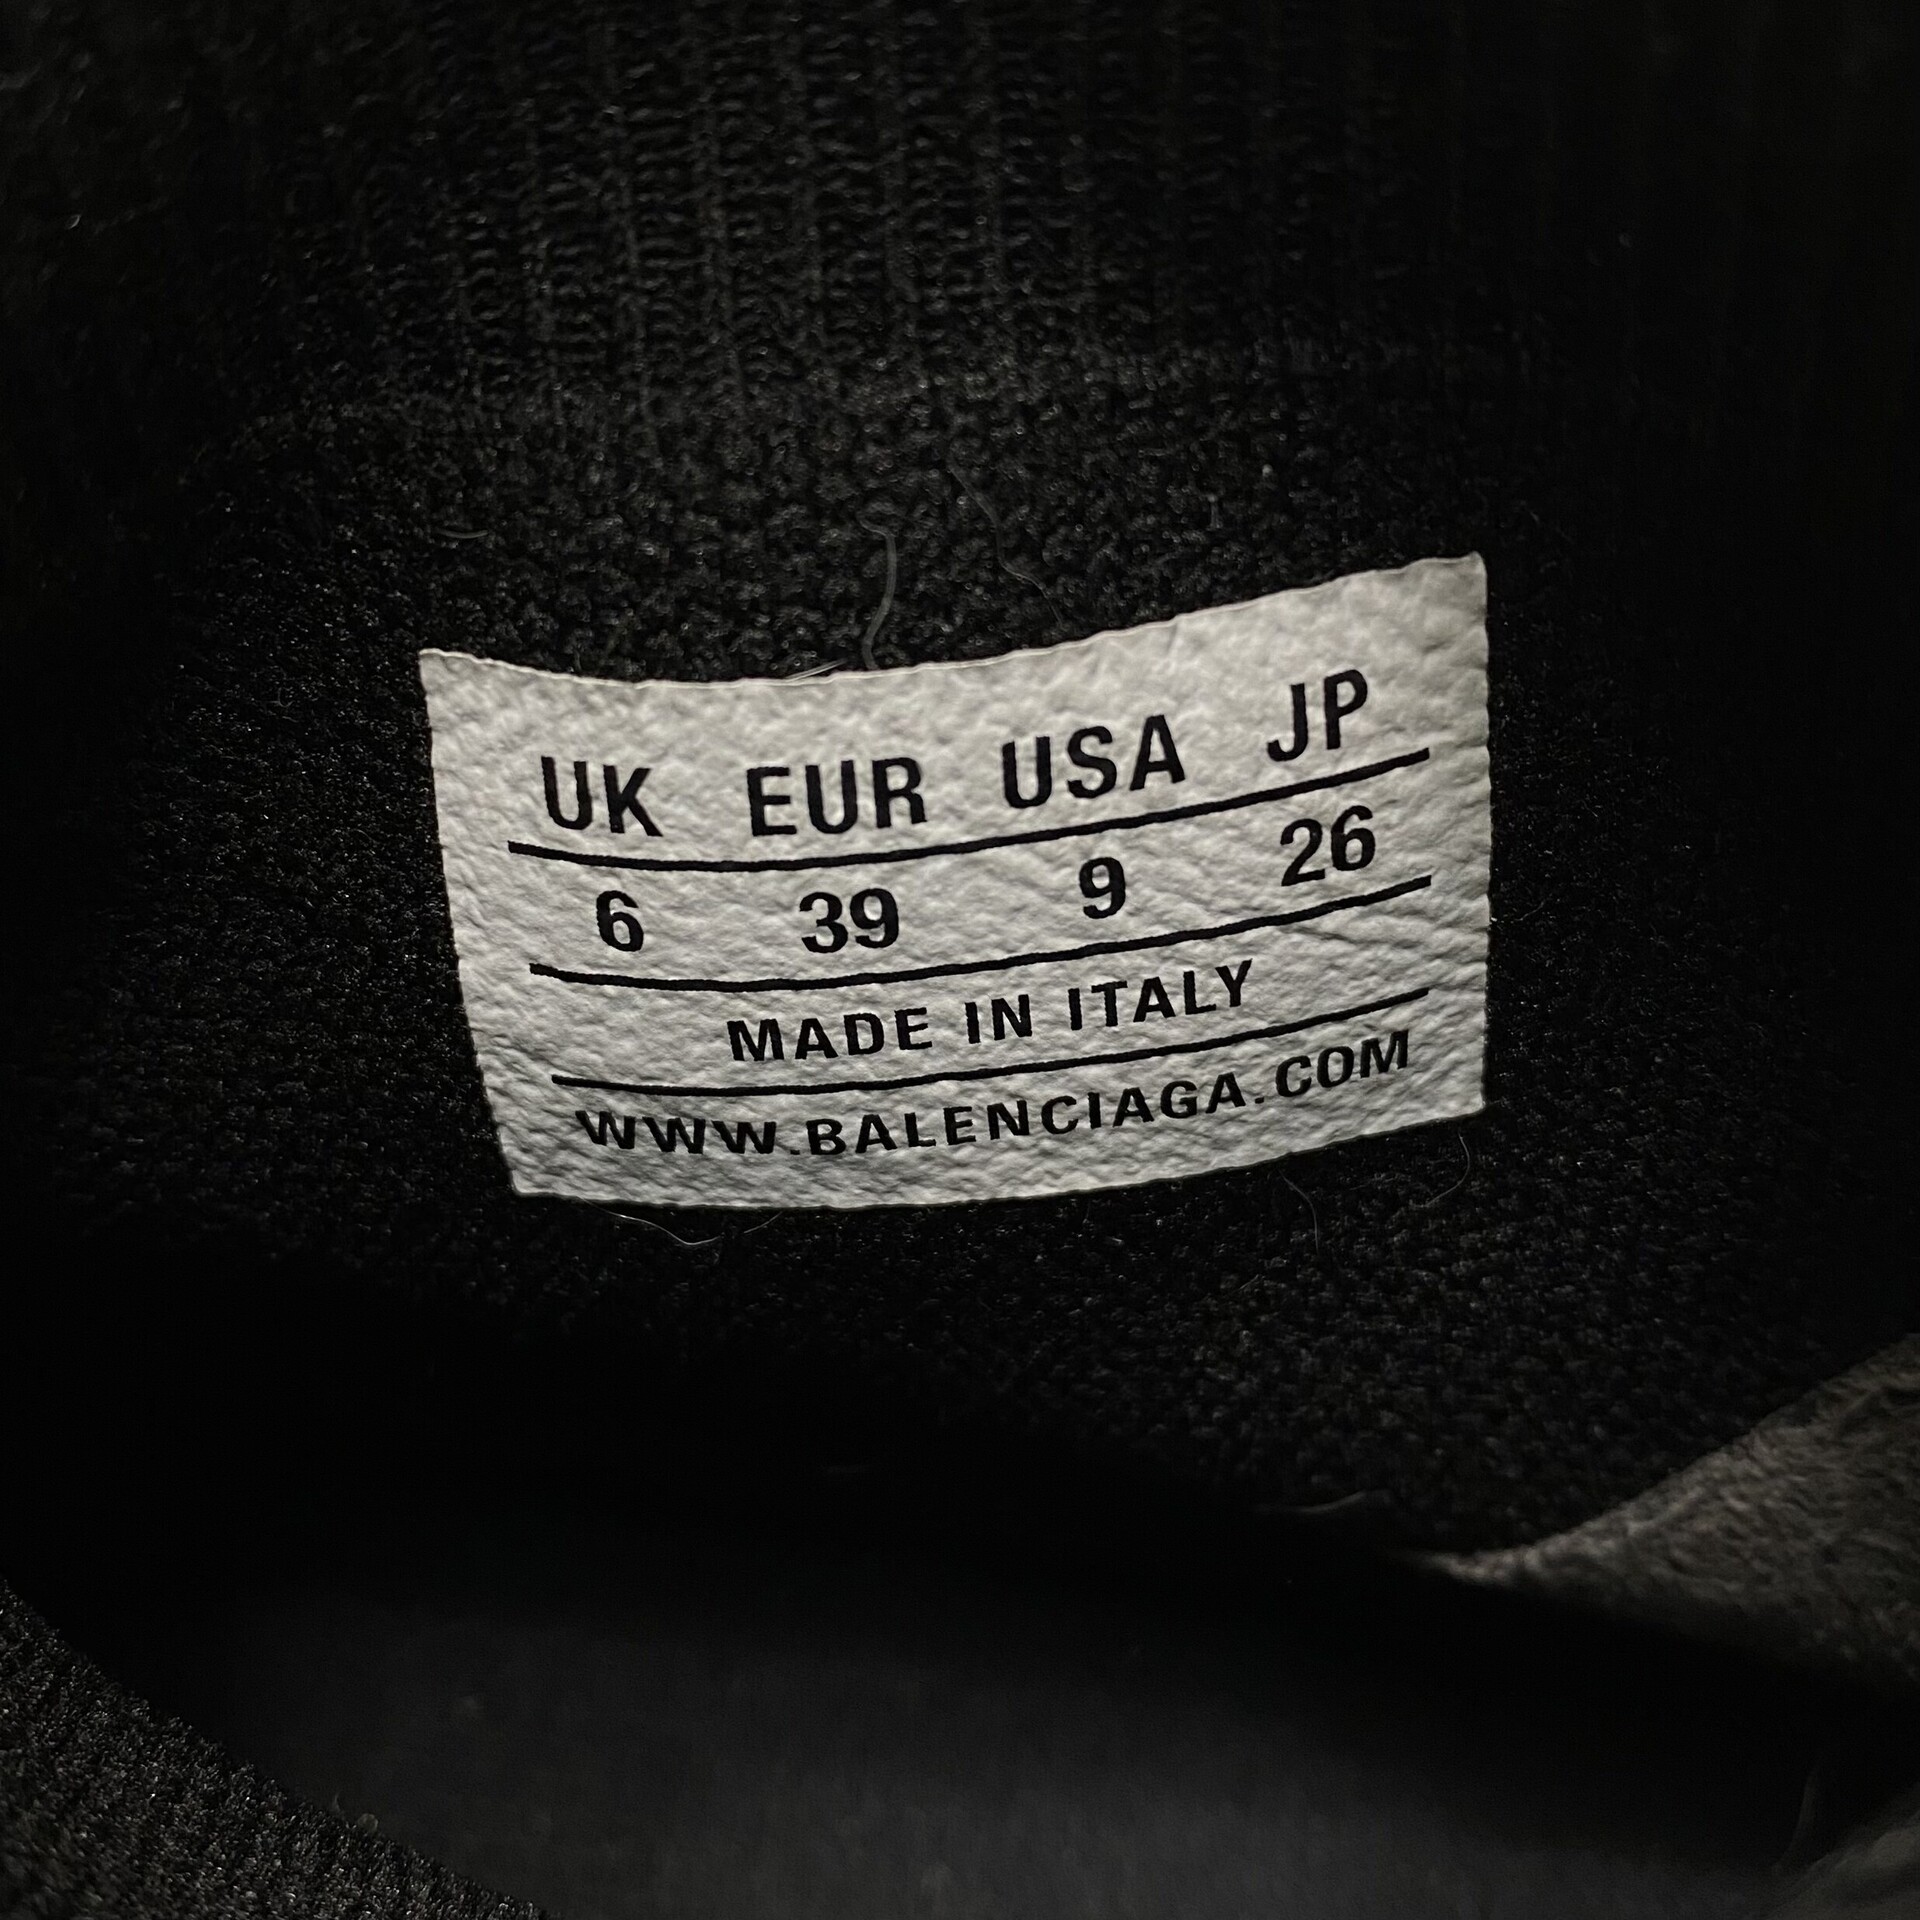 UK EUR USA JP
6 39 9 26
MADE IN ITALY
WWW.BALENCIAGA.COM